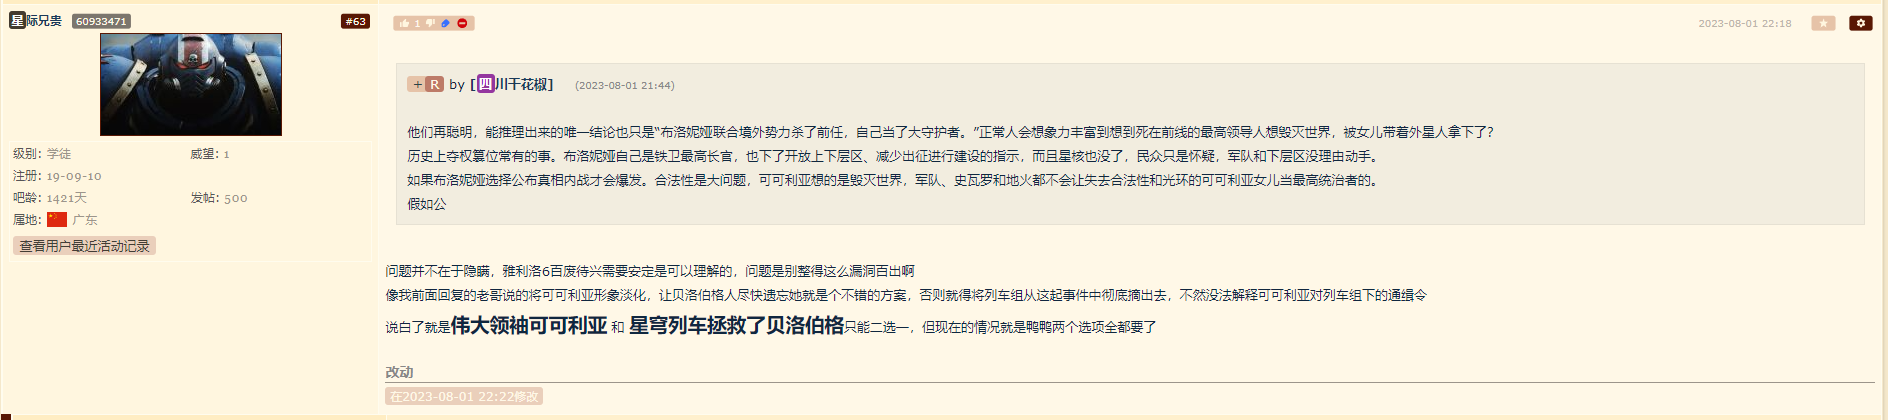 星际兄贵 60933471 #63
级别: 学徒 威望: 1
注册: 19-09-10
吧龄: 1421天 发帖: 500
属地: 广东
查看用户最近活动记录
1 2023-08-01 22:18
+ R by [四川干花椒] (2023-08-01 21:44)
他们再聪明，能推理出来的唯一结论也只是“布洛妮娅联合境外势力杀了前任，自己当了大守护者。”正常人会想象力丰富到想到死在前线的最高领导人想毁灭世界，被女儿带着外星人拿下了?
历史上夺权篡位常有的事。布洛妮娅自己是铁卫最高长官，也下了开放上下层区、减少出征进行建设的指示，而且星核也没了，民众只是怀疑，军队和下层区没理由动手。
如果布洛妮娅选择公布真相内战才会爆发。合法性是大问题，可可利亚想的是毁灭世界，军队、史瓦罗和地火都不会让失去合法性和光环的可可利亚女儿当最高统治者的。
假如公
问题并不在于隐瞒，雅利洛6百废待兴需要安定是可以理解的，问题是别整得这么漏洞百出啊
像我前面回复的老哥说的将可可利亚形象淡化，让贝洛伯格人尽快遗忘她就是个不错的方案，否则就得将列车组从这起事件中彻底摘出去，不然没法解释可可利亚对列车组下的通缉令
说白了就是伟大领袖可可利亚 和 星穹列车拯救了贝洛伯格只能二选一，但现在的情况就是鸭鸭两个选项全都要了
改动
在2023-08-01 22:22修改